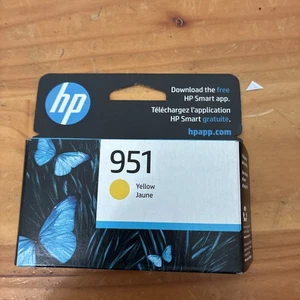 hp
Download the free
HP Smart app.
Téléchargez l'application
HP Smart gratuite.
hpapp.com
951
Yellow
Jaune